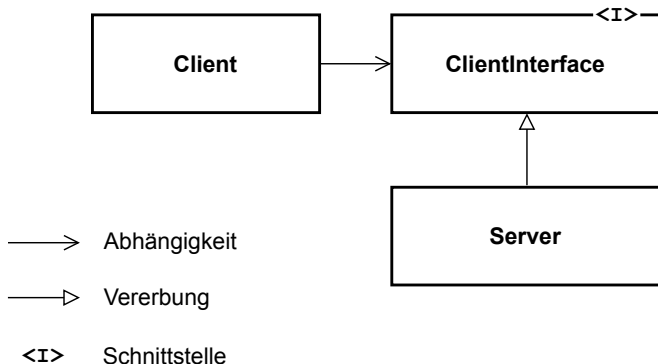 <I>
Client
ClientInterface
Server
Abhängigkeit
Vererbung
<I> Schnittstelle